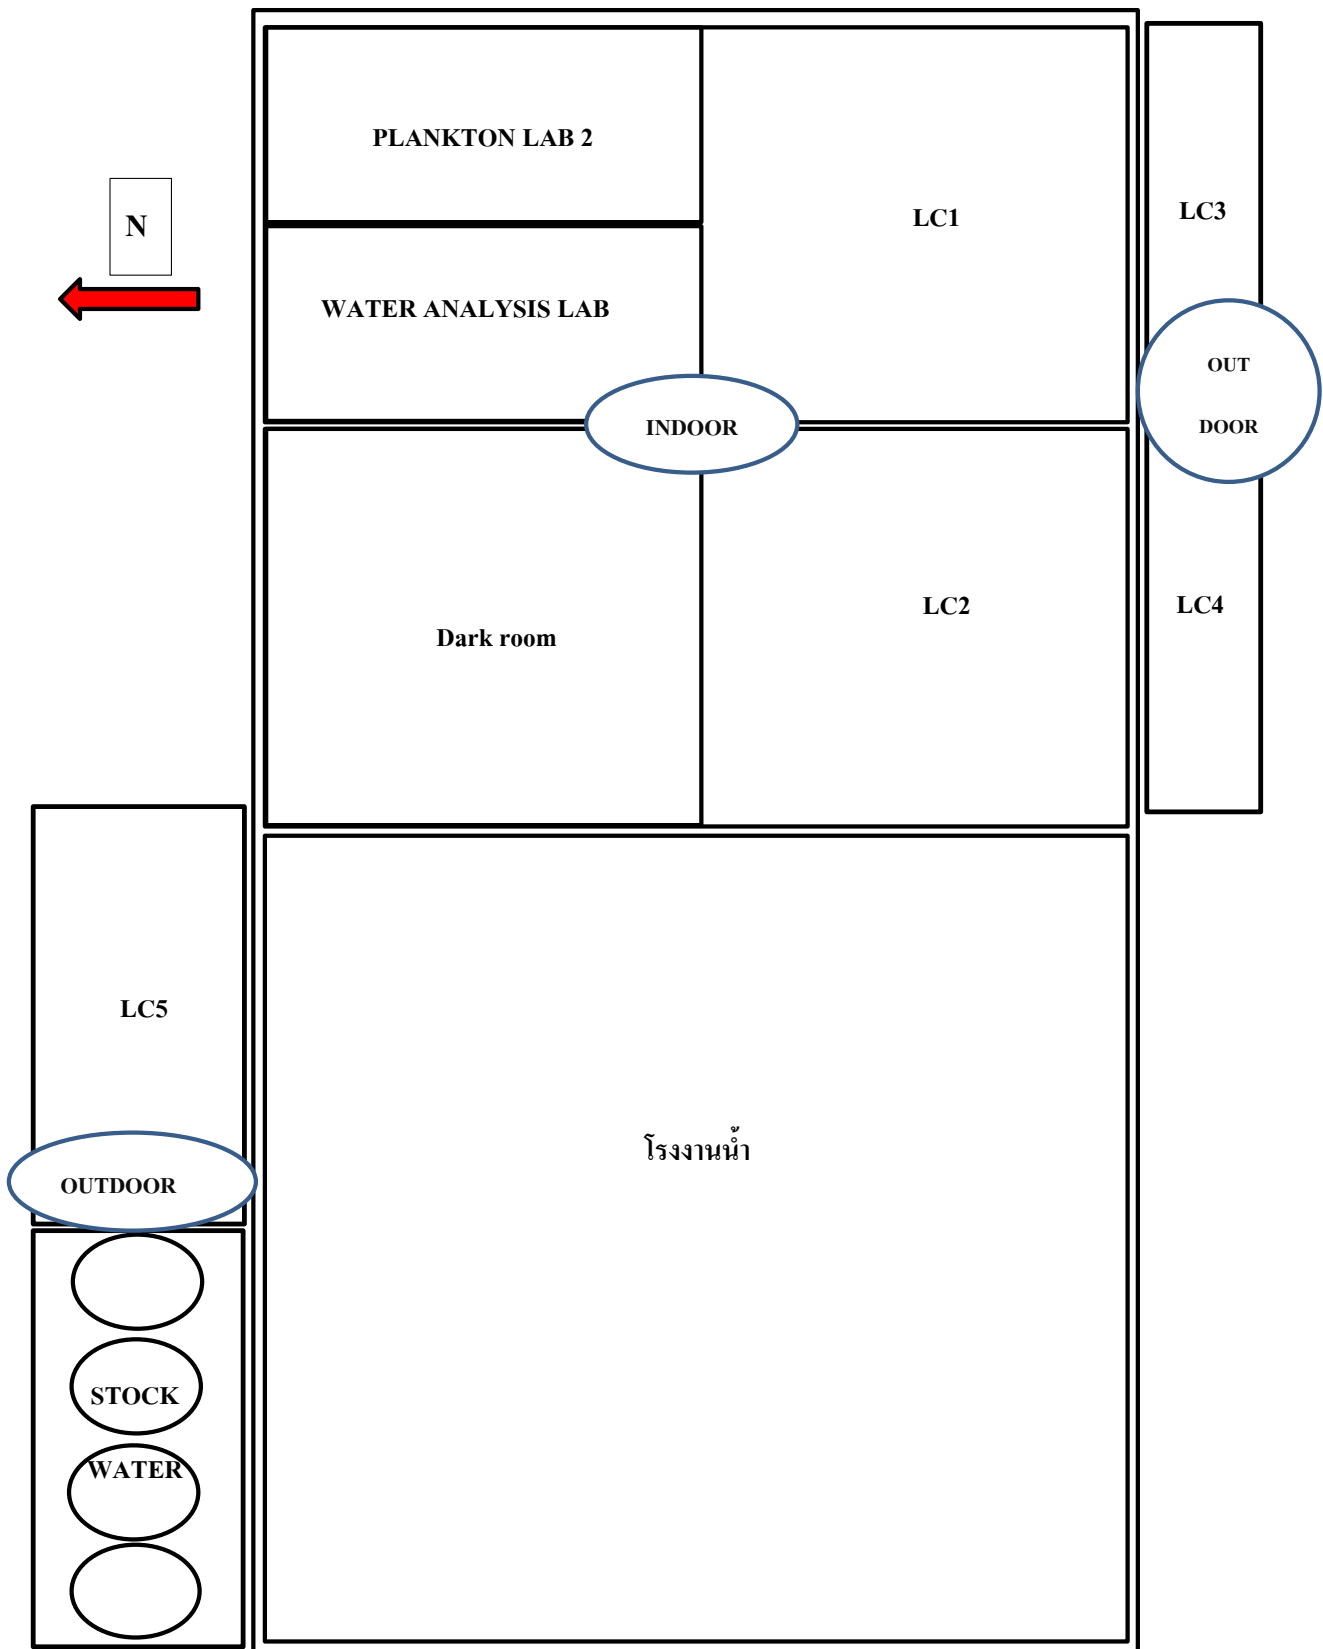 PLANKTON LAB 2
N
LC1
LC3
WATER ANALYSIS LAB
OUT
DOOR
INDOOR
Dark room
LC2
LC4
LC5
โรงงานน้ำ
OUTDOOR
STOCK
WATER